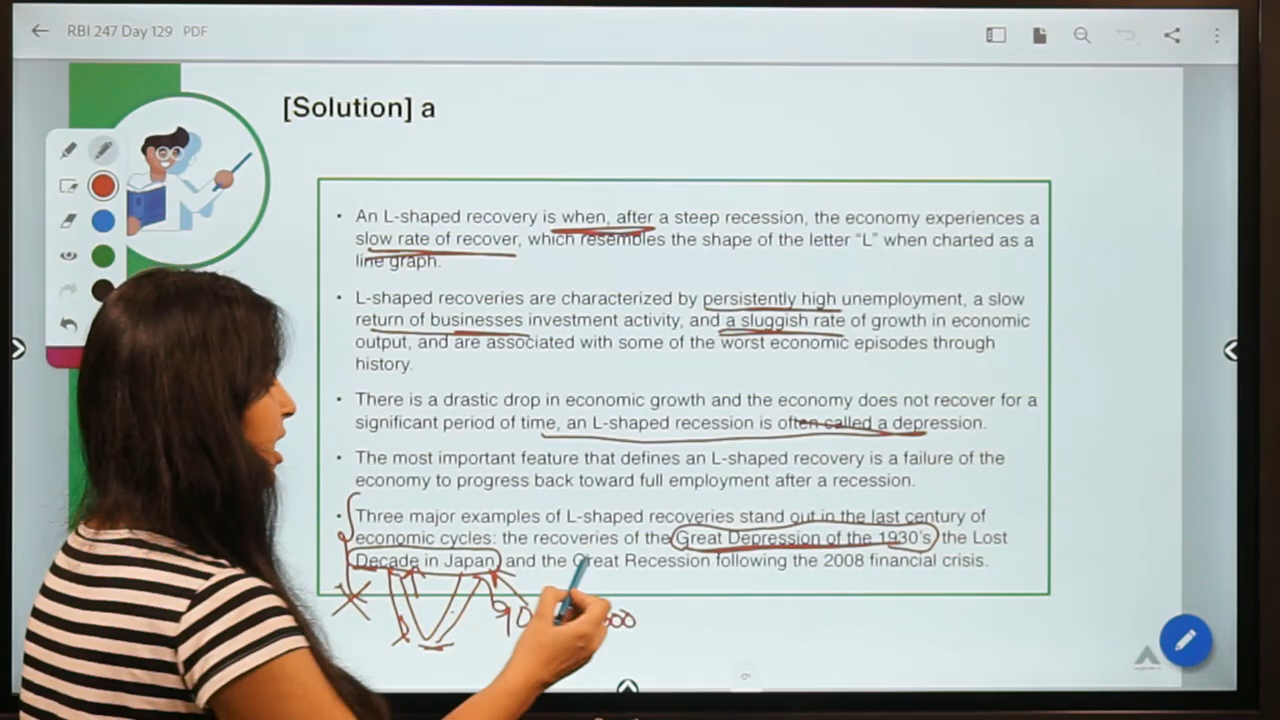 RBI 247 Day 129 PDF
[Solution] a
• An L-shaped recovery is when, after a steep recession, the economy experiences a
slow rate of recover, which resembles the shape of the letter “L” when charted as a
line graph.
• L-shaped recoveries are characterized by persistently high unemployment, a slow
return of businesses investment activity, and a sluggish rate of growth in economic
output, and are associated with some of the worst economic episodes through
history.
• There is a drastic drop in economic growth and the economy does not recover for a
significant period of time, an L-shaped recession is often called a depression.
• The most important feature that defines an L-shaped recovery is a failure of the
economy to progress back toward full employment after a recession.
• Three major examples of L-shaped recoveries stand out in the last century of
economic cycles: the recoveries of the Great Depression of the 1930’s the Lost
Decade in Japan, and the Great Recession following the 2008 financial crisis.